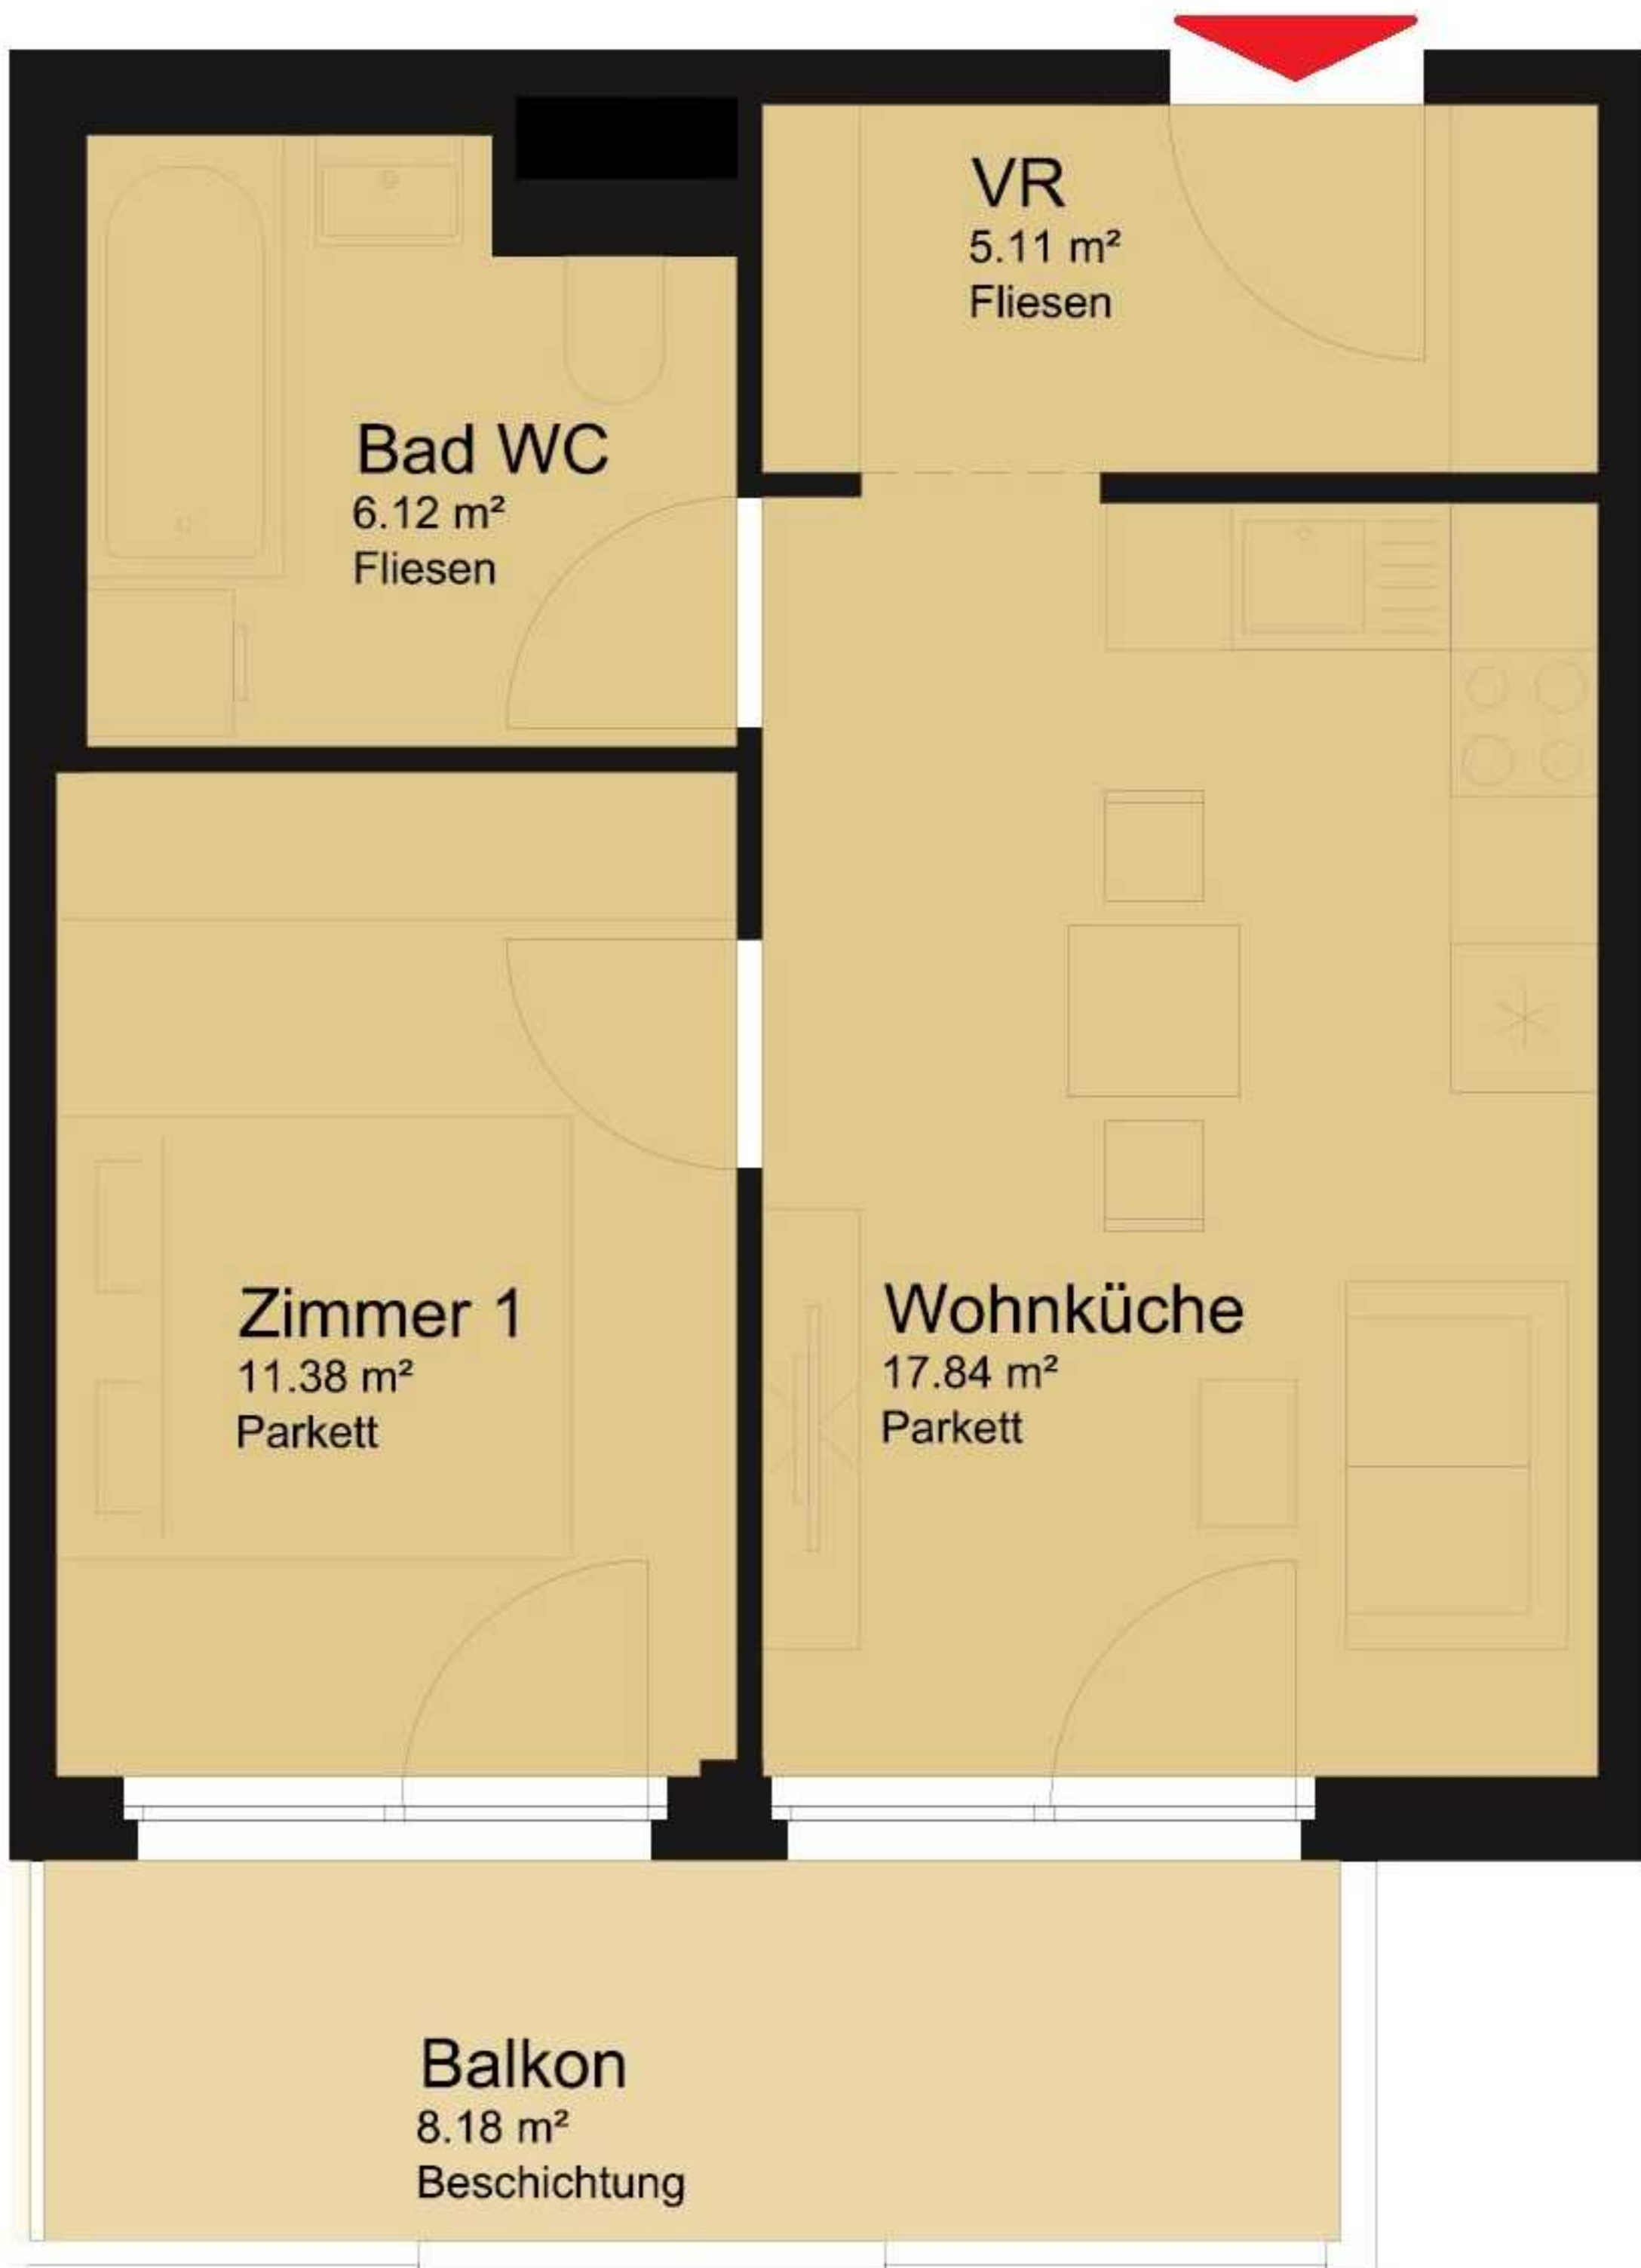 VR
5.11 m²
Fliesen
Bad WC
6.12 m²
Fliesen
Zimmer 1
11.38 m²
Parkett
Wohnküche
17.84 m²
Parkett
Balkon
8.18 m²
Beschichtung